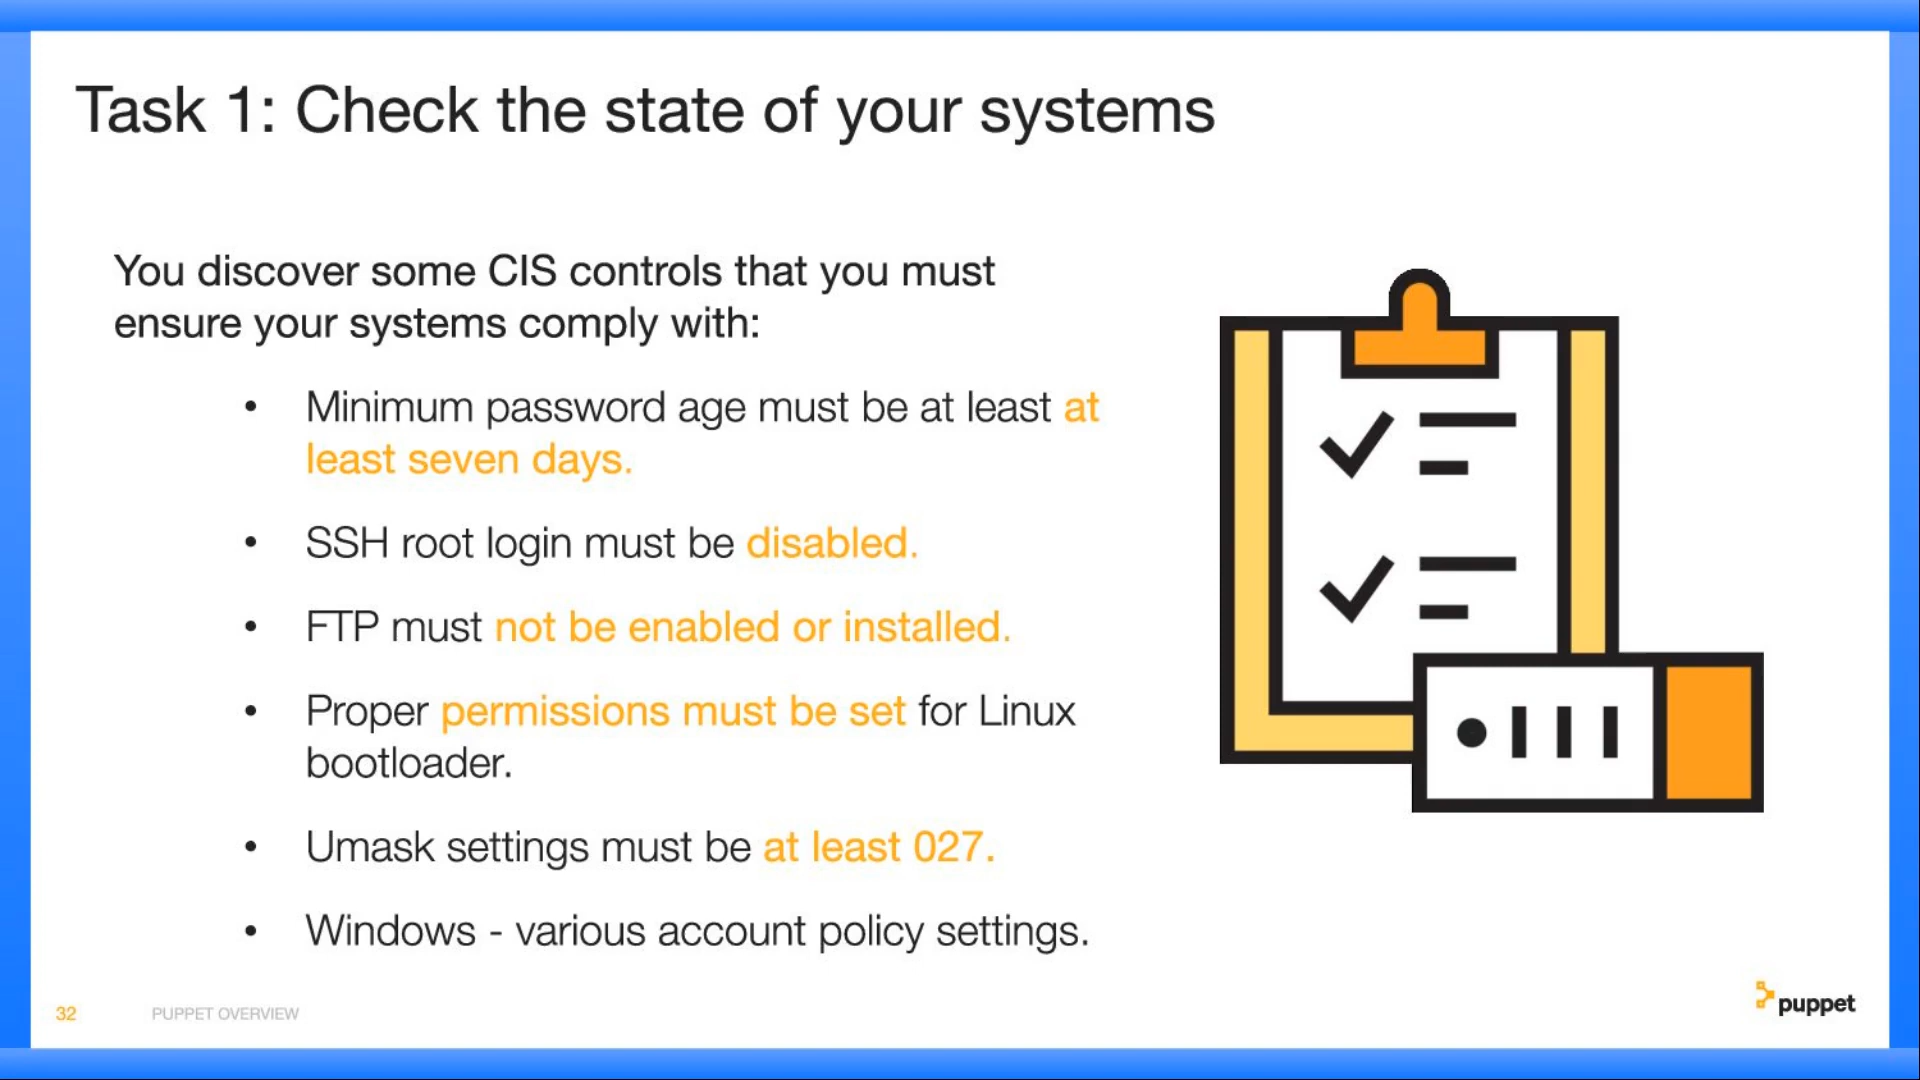 Task 1: Check the state of your systems
You discover some CIS controls that you must
ensure your systems comply with:
• Minimum password age must be at least at
least seven days.
• SSH root login must be disabled.
• FTP must not be enabled or installed.
• Proper permissions must be set for Linux
bootloader.
• Umask settings must be at least 027.
• Windows - various account policy settings.
32 PUPPET OVERVIEW
puppet